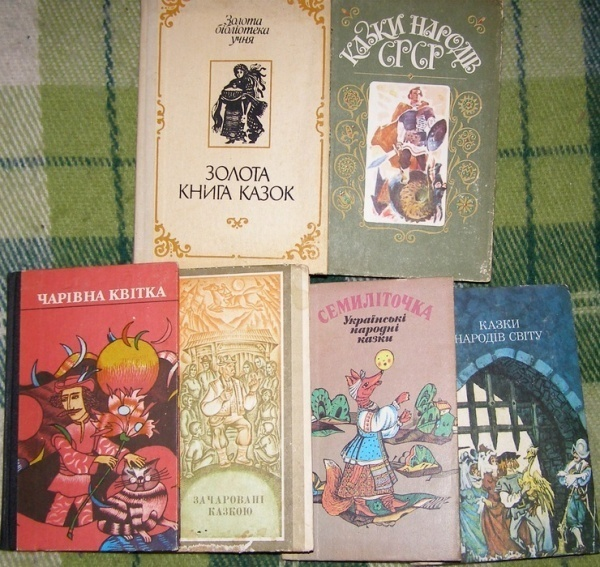 Золота
бібліотека
учня
ЗОЛОТА
КНИГА КАЗОК
КАЗКИ НАРОДІВ
СРСР
ЧАРІВНА КВІТКА
ЗАЧАРОВАНІ
КАЗКОЮ
СЕМИЛІТОЧКА
Українські
народні
казки
КАЗКИ
НАРОДІВ СВІТУ